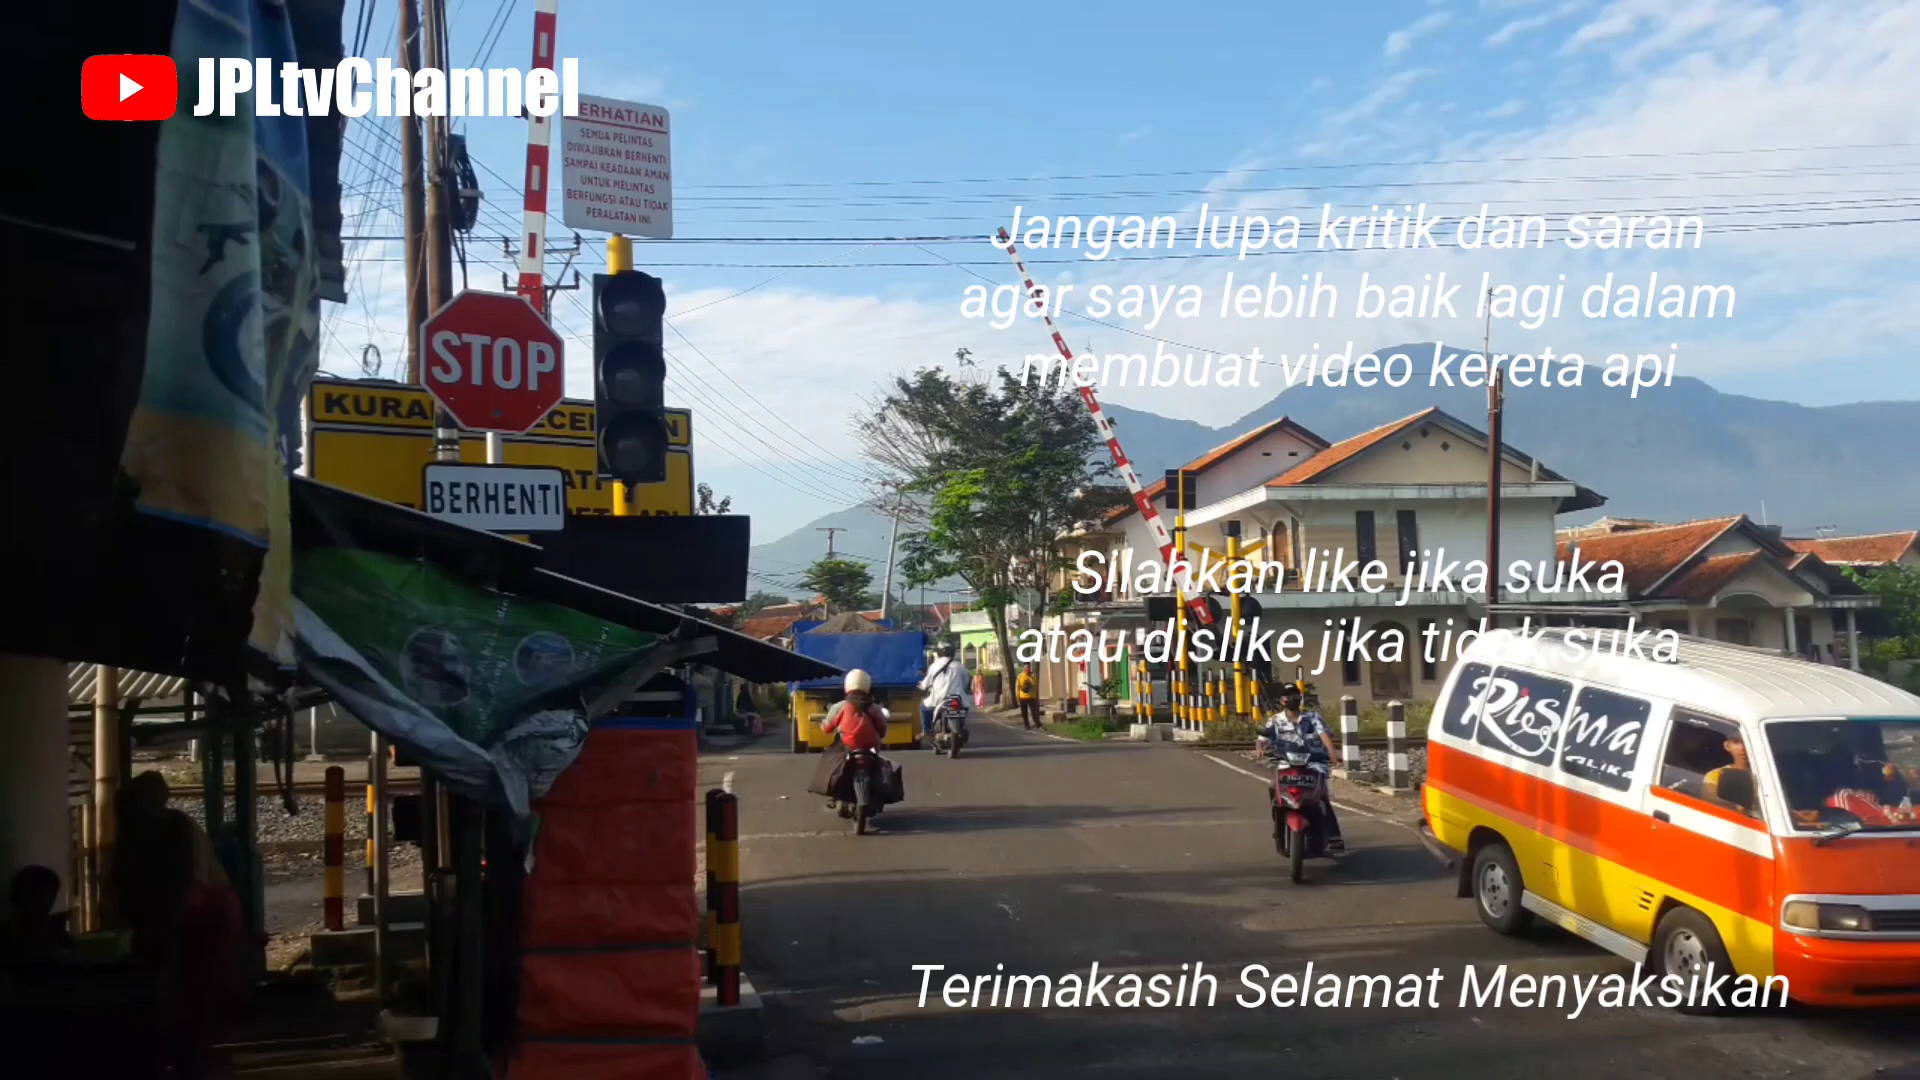 JPLtvChannel
ERHATIAN
SEMUA PELINTAS
DIWAJIBKAN BERHENTI
SAMPAI KEADAAN AMAN
UNTUK MELINTAS
BERFUNGSI ATAU TIDAK
PERALATAN INI
Jangan lupa kritik dan saran
agar saya lebih baik lagi dalam
membuat video kereta api
STOP
BERHENTI
Silahkan like jika suka
atau dislike jika tidak suka
Risma
Terimakasih Selamat Menyaksikan